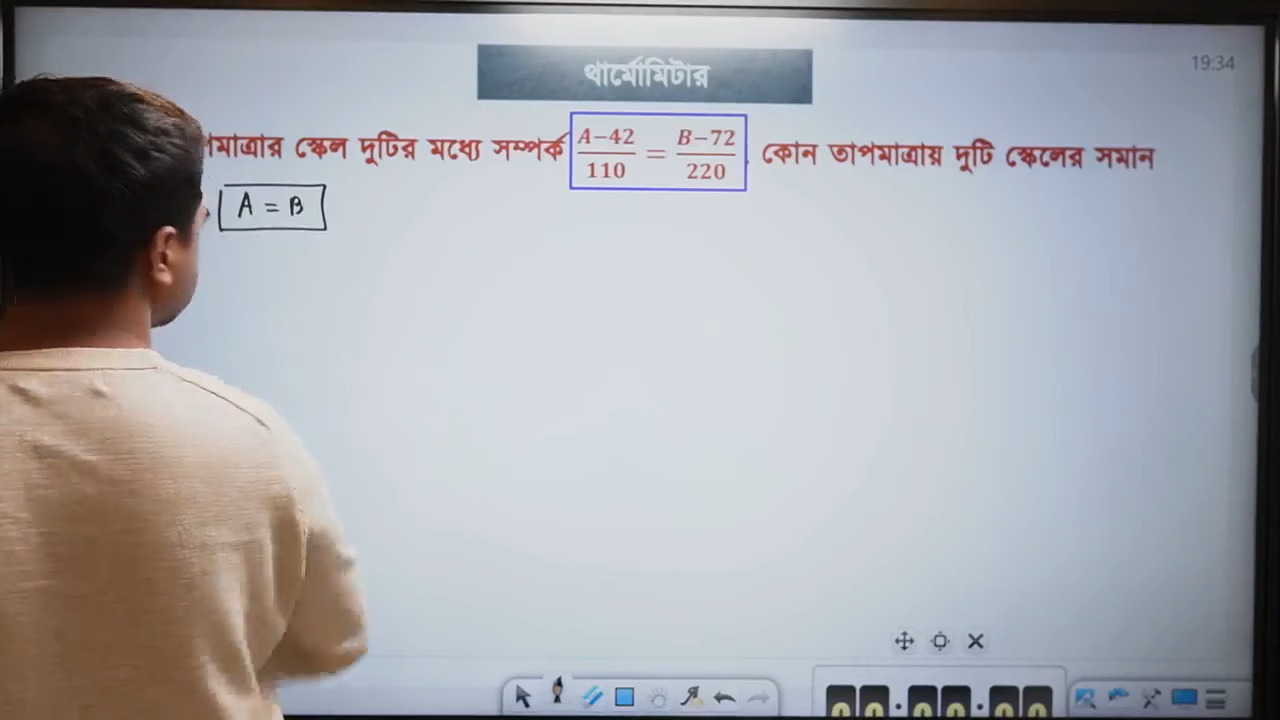 থার্মোমিটার
19:34
স্কেল দুটির মধ্যে সম্পর্ক A−42/110 = B−72/220 কোন তাপমাত্রায় দুটি স্কেলের সমান
A = B